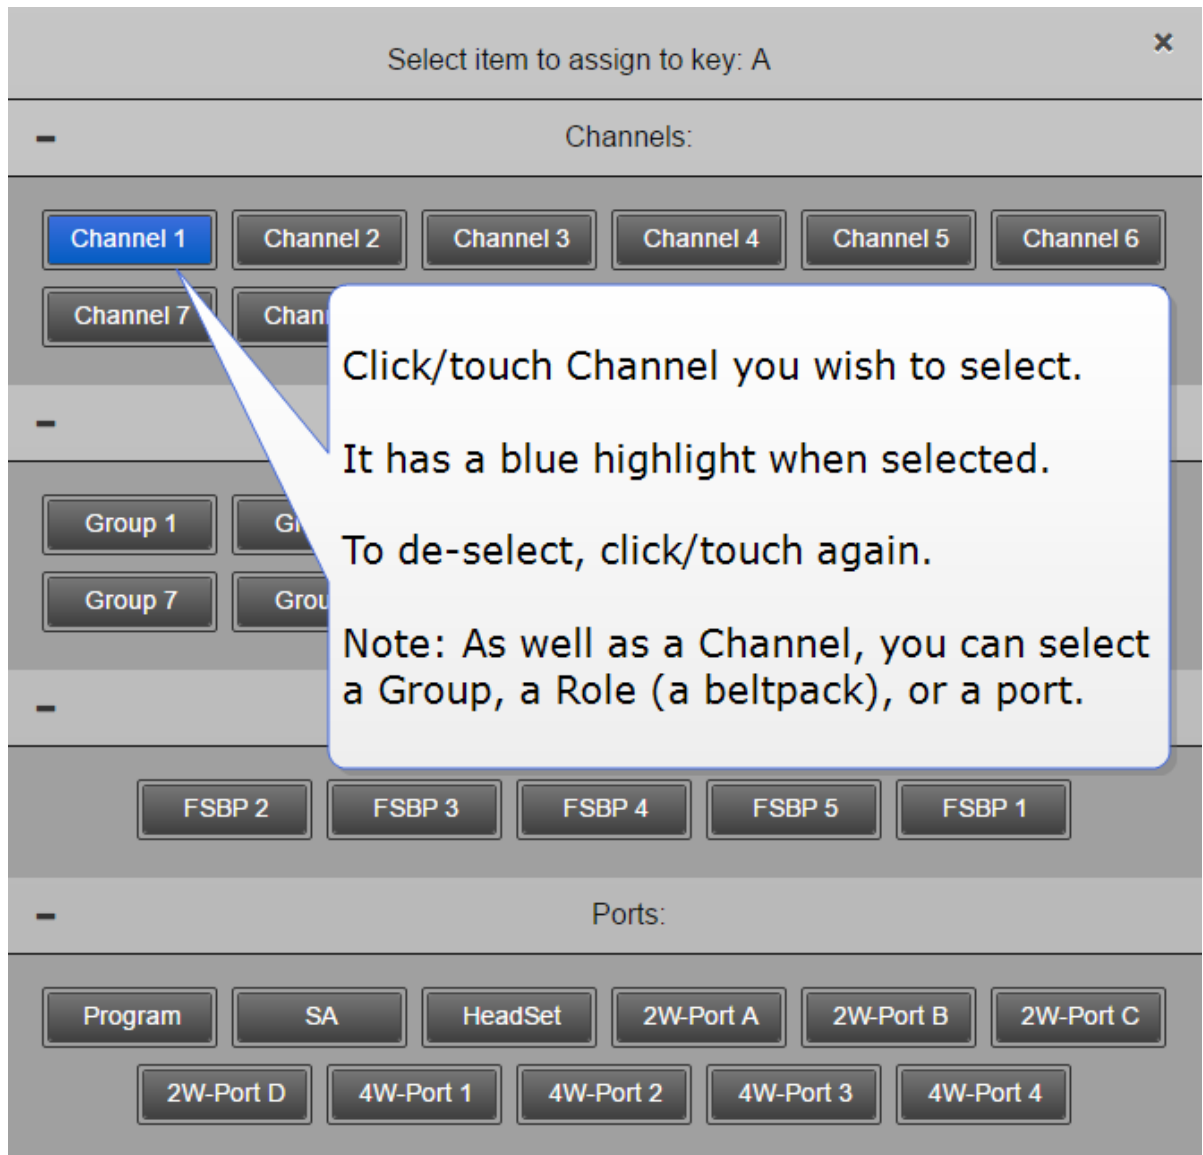 Select item to assign to key: A
Channels:
Channel 1 Channel 2 Channel 3 Channel 4 Channel 5 Channel 6
Channel 7
Click/touch Channel you wish to select.
It has a blue highlight when selected.
Group 1
To de-select, click/touch again.
Group 7
Note: As well as a Channel, you can select
a Group, a Role (a beltpack), or a port.
FSBP 2 FSBP 3 FSBP 4 FSBP 5 FSBP 1
Ports:
Program SA HeadSet 2W-Port A 2W-Port B 2W-Port C
2W-Port D 4W-Port 1 4W-Port 2 4W-Port 3 4W-Port 4